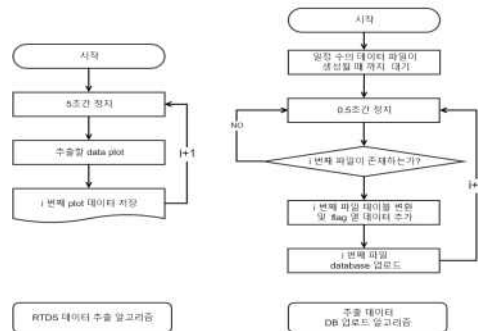 시작
5조간 정지
추출할 data plot
i 번째 plot 데이터 저장
i+1
RTDS 데이터 추출 알고리즘
시작
일정 수의 데이터 파일이
생성될 때 까지 대기
0.5조간 정지
NO
i 번째 파일이 존재하는가?
i 번째 파일 테이블 변환
및 flag 열 데이터 추가
i 번째 파일
database 업로드
i+
추출 데이터
DB 업로드 알고리즘